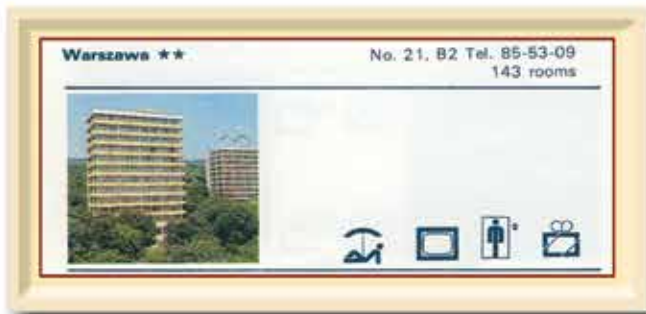 Warszawa ★★
No. 21, B2 Tel. 85-53-09
143 rooms